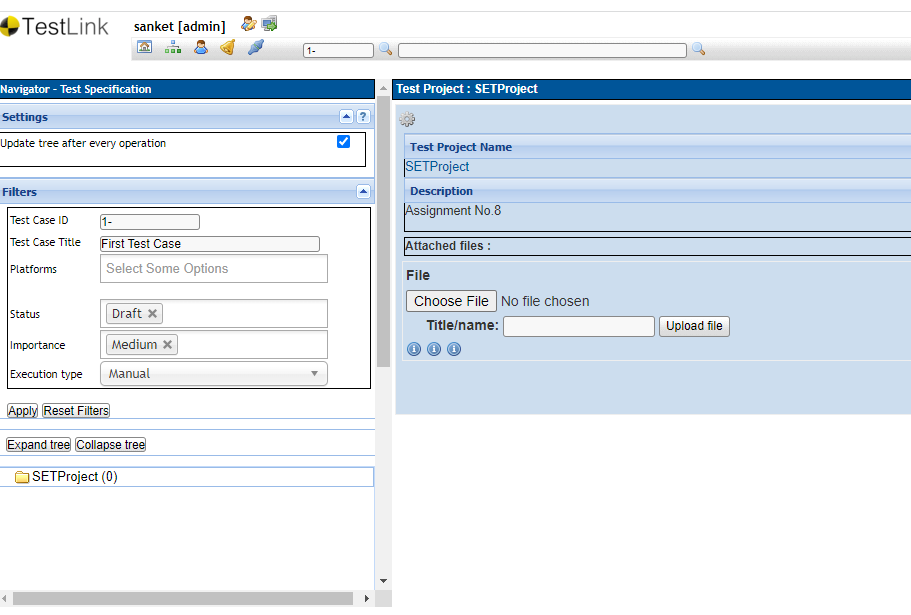 TestLink
sanket [admin]
1-
Navigator - Test Specification
Settings
?
Update tree after every operation
Filters
Test Case ID
1-
Test Case Title
First Test Case
Platforms
Select Some Options
Status
Draft
Importance
Medium
Execution type
Manual
Apply Reset Filters
Expand tree Collapse tree
SETProject (0)
Test Project : SETProject
Test Project Name
SETProject
Description
Assignment No.8
Attached files :
File
Choose File No file chosen
Title/name: Upload file